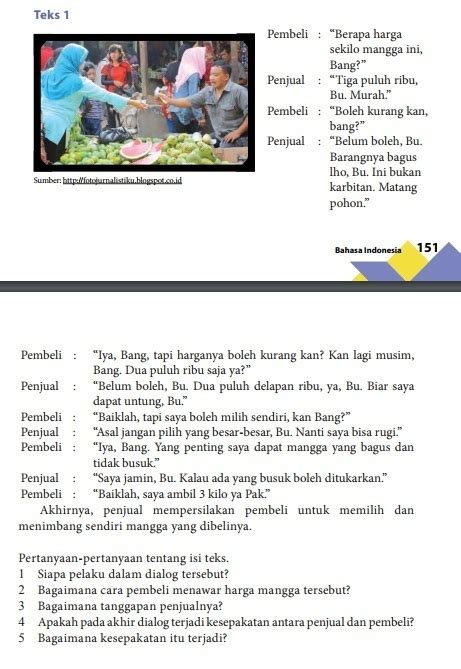 Teks 1
Pembeli : “Berapa harga
sekilo mangga ini,
Bang?”
Penjual : “Tiga puluh ribu,
Bu. Murah.”
Pembeli : “Boleh kurang kan,
bang?”
Penjual : “Belum boleh, Bu.
Barangnya bagus
lho, Bu. Ini bukan
karbitan. Matang
pohon.”
Sumber: http://fotojurnalistiku.blogspot.co.id
Bahasa Indonesia 151
Pembeli : “Iya, Bang, tapi harganya boleh kurang kan? Kan lagi musim,
Bang. Dua puluh ribu saja ya?”
Penjual : “Belum boleh, Bu. Dua puluh delapan ribu, ya, Bu. Biar saya
dapat untung, Bu.”
Pembeli : “Baiklah, tapi saya boleh milih sendiri, kan Bang?”
Penjual : “Asal jangan pilih yang besar-besar, Bu. Nanti saya bisa rugi.”
Pembeli : “Iya, Bang. Yang penting saya dapat mangga yang bagus dan
tidak busuk.”
Penjual : “Saya jamin, Bu. Kalau ada yang busuk boleh ditukarkan.”
Pembeli : “Baiklah, saya ambil 3 kilo ya Pak.”
Akhirnya, penjual mempersilakan pembeli untuk memilih dan
menimbang sendiri mangga yang dibelinya.
Pertanyaan-pertanyaan tentang isi teks.
1 Siapa pelaku dalam dialog tersebut?
2 Bagaimana cara pembeli menawar harga mangga tersebut?
3 Bagaimana tanggapan penjualnya?
4 Apakah pada akhir dialog terjadi kesepakatan antara penjual dan pembeli?
5 Bagaimana kesepakatan itu terjadi?